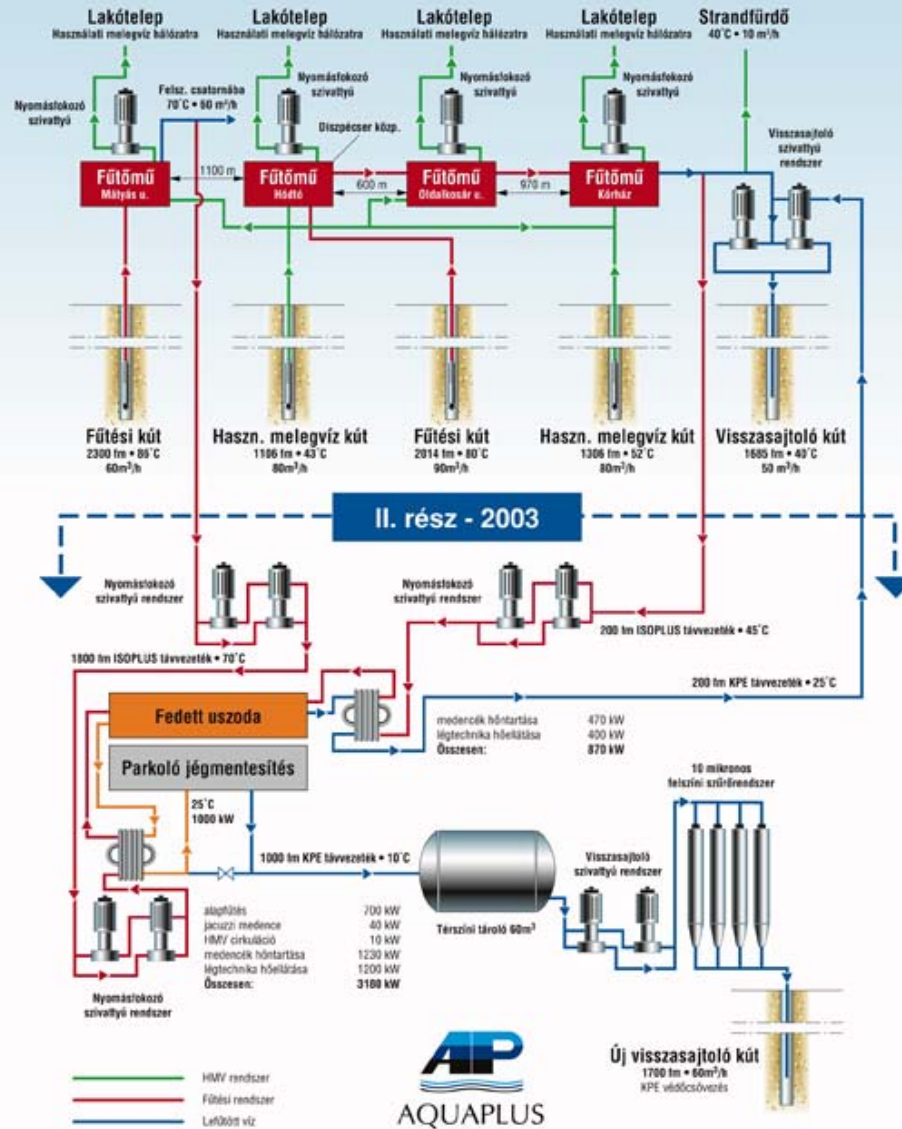 Lakótelep
Használati melegvíz hálózatra
Lakótelep
Használati melegvíz hálózatra
Lakótelep
Használati melegvíz hálózatra
Lakótelep
Használati melegvíz hálózatra
Strandfürdő
40°C • 10 m³/h
Nyomásfokozó
szivattyú
Felsz. csatornába
70°C • 60 m³/h
Nyomásfokozó
szivattyú
Diszpécser közp.
Nyomásfokozó
szivattyú
Nyomásfokozó
szivattyú
Visszasajtoló
szivattyú
rendszer
Fűtőmű
Mátyás u.
1100 m
Fűtőmű
Hódtó
600 m
Fűtőmű
Oldalkosár u.
970 m
Fűtőmű
Kórház
Fűtési kút
2300 fm • 86°C
60m³/h
Haszn. melegvíz kút
1106 fm • 43°C
80m³/h
Fűtési kút
2014 fm • 80°C
90m³/h
Haszn. melegvíz kút
1306 fm • 52°C
80m³/h
Visszasajtoló kút
1685 fm • 40°C
50 m³/h
II. rész - 2003
Nyomásfokozó
szivattyú rendszer
Nyomásfokozó
szivattyú rendszer
200 fm ISOPLUS távvezeték • 45°C
1800 fm ISOPLUS távvezeték • 70°C
200 fm KPE távvezeték • 25°C
Fedett uszoda
medencék hőntartása 470 kW
légtechnika hőellátása 400 kW
Összesen: 870 kW
Parkoló jégmentesítés
25°C
1000 kW
10 mikronos
felszíni szűrőrendszer
1000 fm KPE távvezeték • 10°C
Visszasajtoló
szivattyú rendszer
Térszíni tároló 60m³
alapfűtés 700 kW
jacuzzi medence 40 kW
HMV cirkuláció 10 kW
medencék hőntartása 1230 kW
légtechnika hőellátása 1200 kW
Összesen: 3180 kW
Nyomásfokozó
szivattyú rendszer
Új visszasajtoló kút
1700 fm • 60m³/h
KPE védőcsövezés
HMV rendszer
Fűtési rendszer
Lefűtött víz
AP
AQUAPLUS